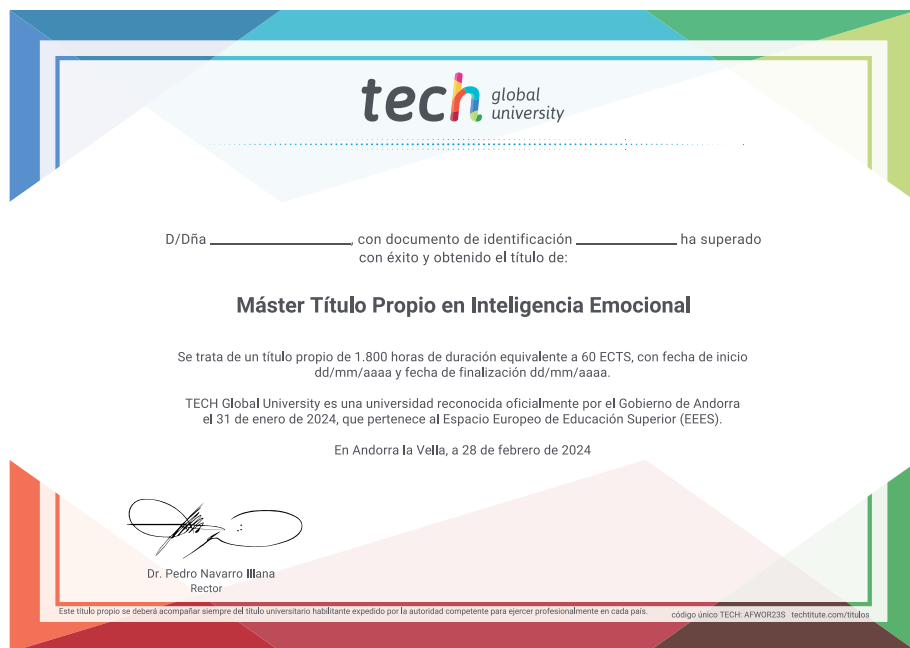 tech global university
D/Dña ____________________, con documento de identificación ______________ ha superado
con éxito y obtenido el título de:
Máster Título Propio en Inteligencia Emocional
Se trata de un título propio de 1.800 horas de duración equivalente a 60 ECTS, con fecha de inicio
dd/mm/aaaa y fecha de finalización dd/mm/aaaa.
TECH Global University es una universidad reconocida oficialmente por el Gobierno de Andorra
el 31 de enero de 2024, que pertenece al Espacio Europeo de Educación Superior (EEES).
En Andorra la Vella, a 28 de febrero de 2024
Dr. Pedro Navarro Illana
Rector
Este título propio se deberá acompañar siempre del título universitario habilitante expedido por la autoridad competente para ejercer profesionalmente en cada país.
código único TECH: AFWOR23S techtitute.com/titulos